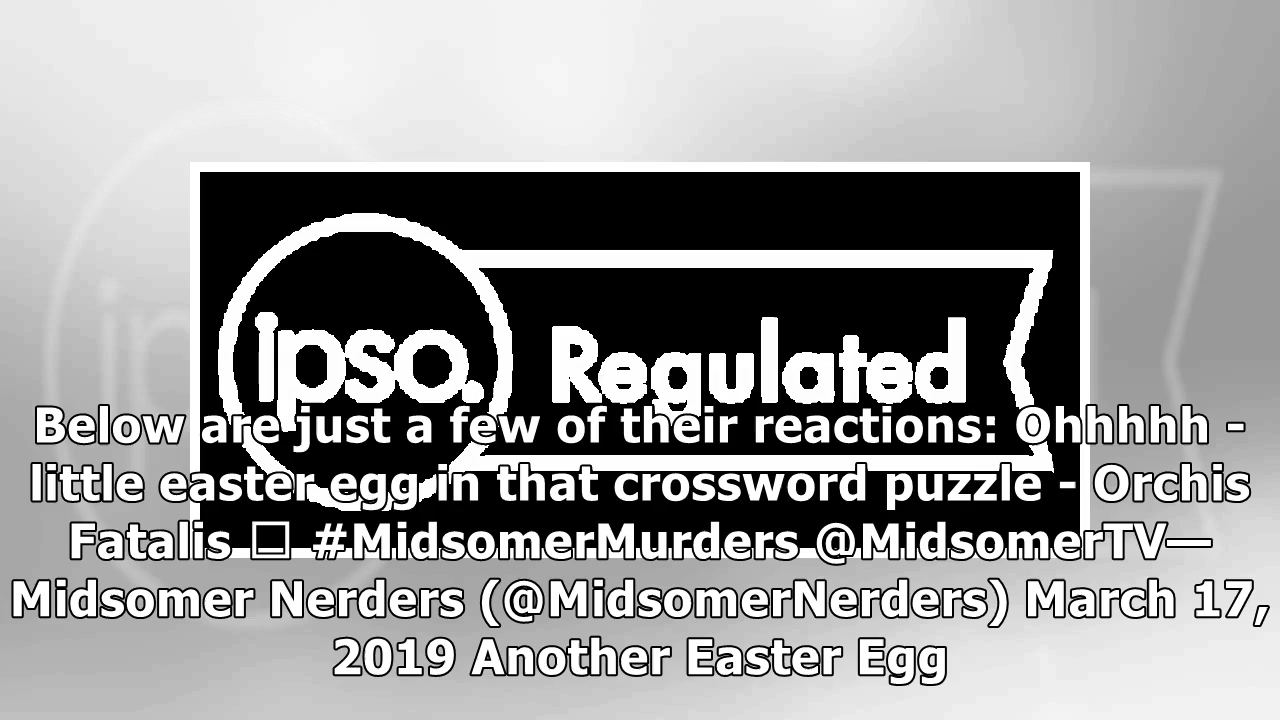 ipso. Regulated
Below are just a few of their reactions: Ohhhhh -
little easter egg in that crossword puzzle - Orchis
Fatalis □ #MidsomerMurders @MidsomerTV—
Midsomer Nerders (@MidsomerNerders) March 17,
2019 Another Easter Egg